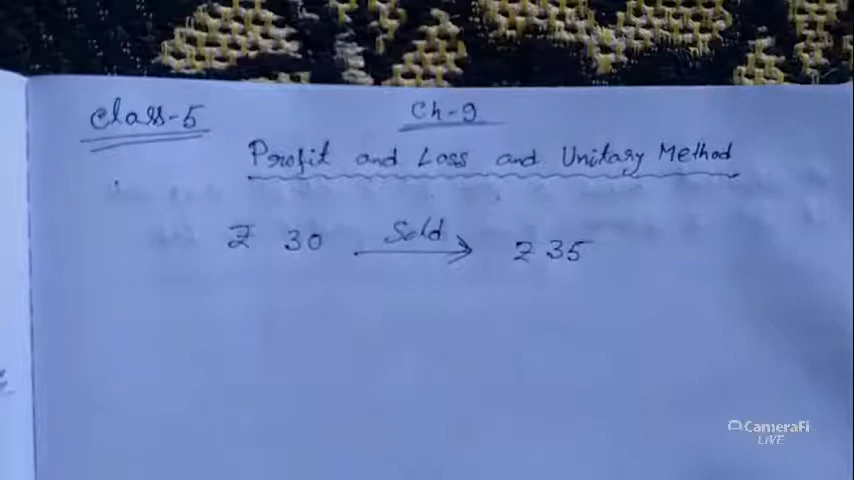 Class-5
Ch-9
Profit and Loss and Unitary Method
₹ 30 Sold → ₹ 35
CameraFi
LIVE